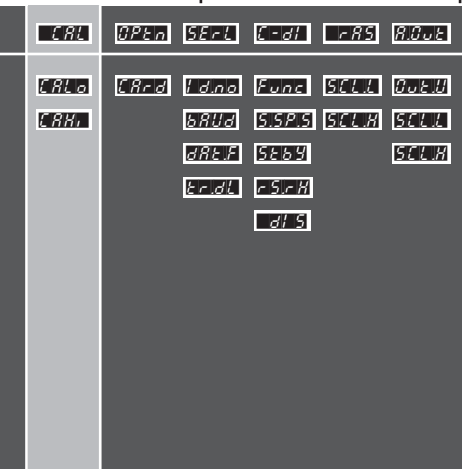 CAL OPtn SErL C-dI rAS A.Out
CALo CArd Id.no Func SCL.L Out.U
CAHi bAUd S.SP.S SCL.H SCL.L
dAt.F Stby SCL.H
tr.dL rS.rH
dI S